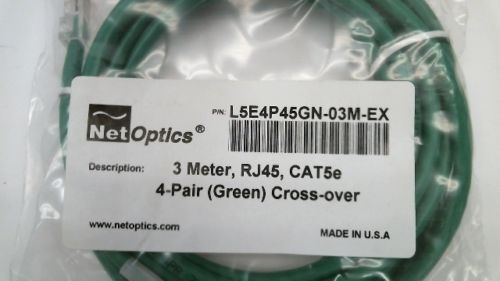 P/N: L5E4P45GN-03M-EX
NetOptics®
Description: 3 Meter, RJ45, CAT5e
4-Pair (Green) Cross-over
www.netoptics.com
MADE IN U.S.A